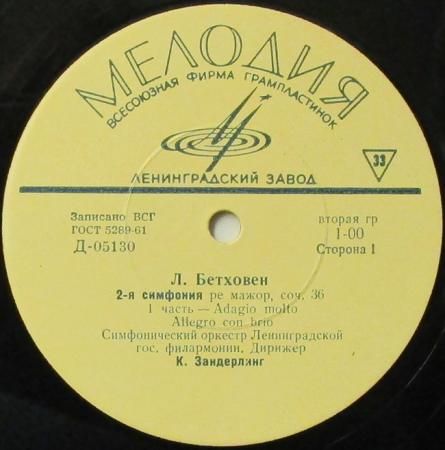 МЕЛОДИЯ
ВСЕСОЮЗНАЯ ФИРМА ГРАМПЛАСТИНОК
33
ЛЕНИНГРАДСКИЙ ЗАВОД
Записано ВСГ
ГОСТ 5289-61
Д-05130
вторая гр
1-00
Сторона 1
Л. Бетховен
2-я симфония ре мажор, соч. 36
1 часть — Adagio molto
Allegro con brio
Симфонический оркестр Ленинградской
гос. филармонии. Дирижер
К. Зандерлинг